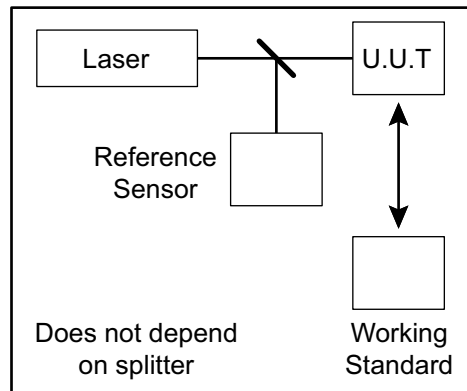 Laser
U.U.T
Reference
Sensor
Does not depend
on splitter
Working
Standard